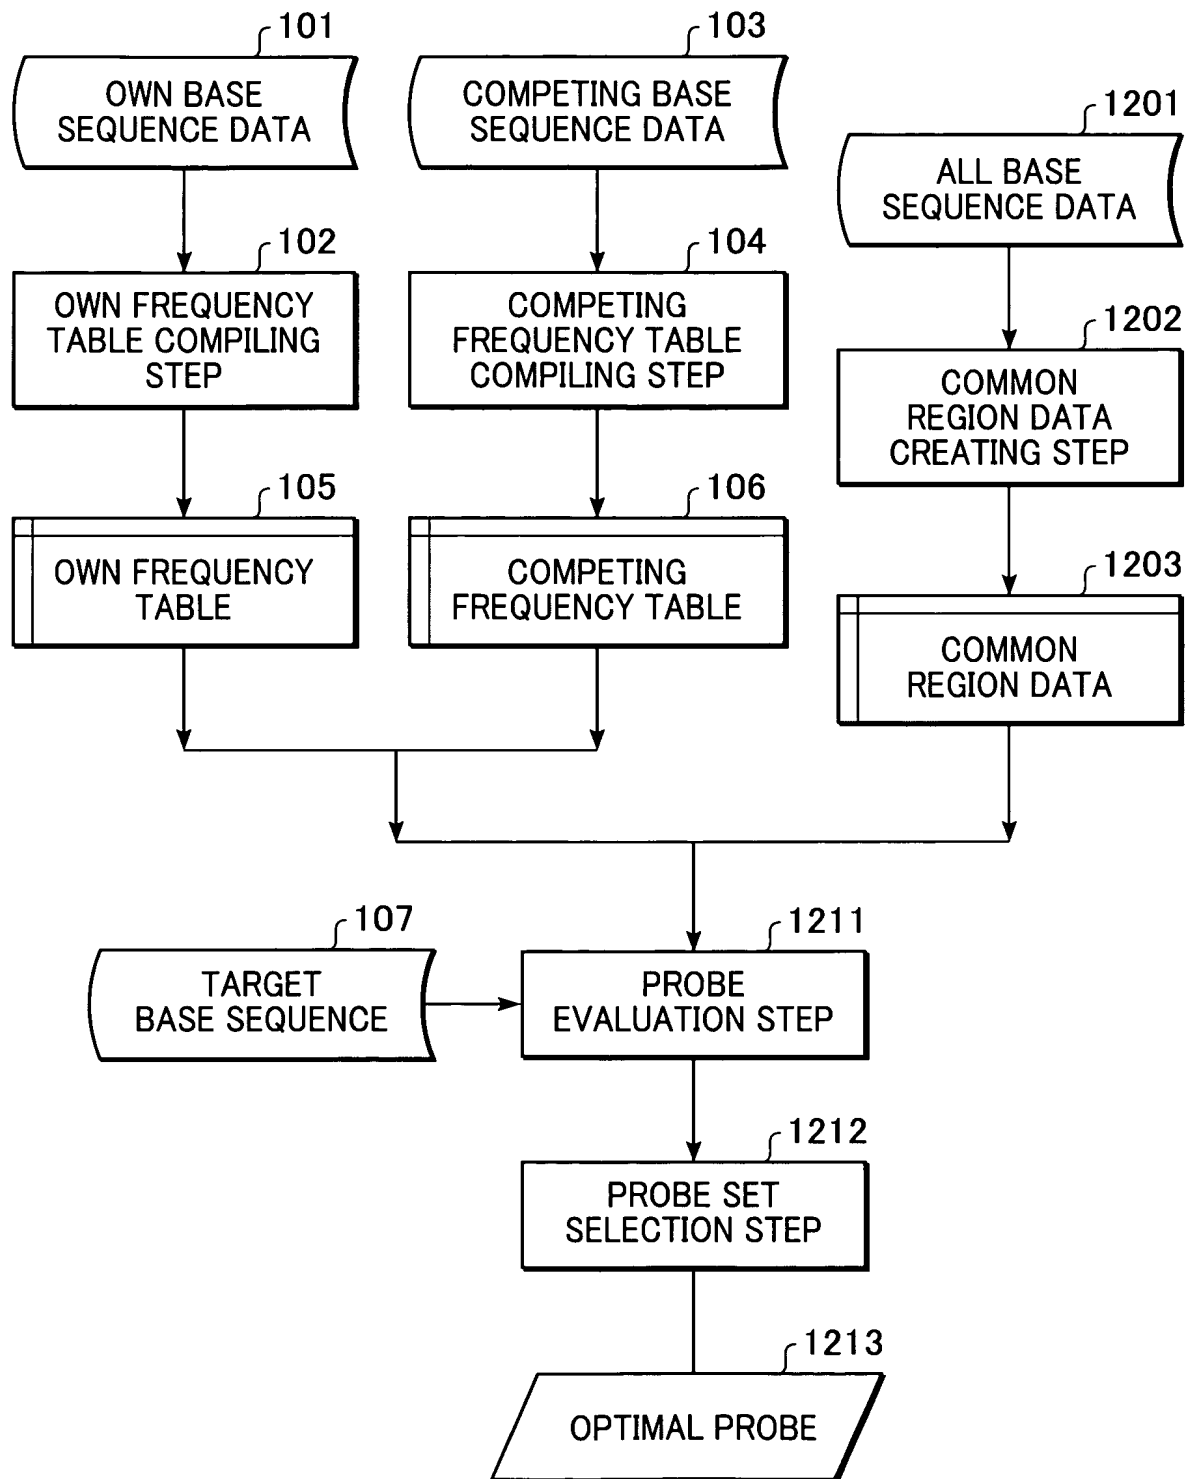 101
OWN BASE
SEQUENCE DATA
103
COMPETING BASE
SEQUENCE DATA
1201
ALL BASE
SEQUENCE DATA
102
OWN FREQUENCY
TABLE COMPILING
STEP
104
COMPETING
FREQUENCY TABLE
COMPILING STEP
1202
COMMON
REGION DATA
CREATING STEP
105
OWN FREQUENCY
TABLE
106
COMPETING
FREQUENCY TABLE
1203
COMMON
REGION DATA
107
TARGET
BASE SEQUENCE
1211
PROBE
EVALUATION STEP
1212
PROBE SET
SELECTION STEP
1213
OPTIMAL PROBE